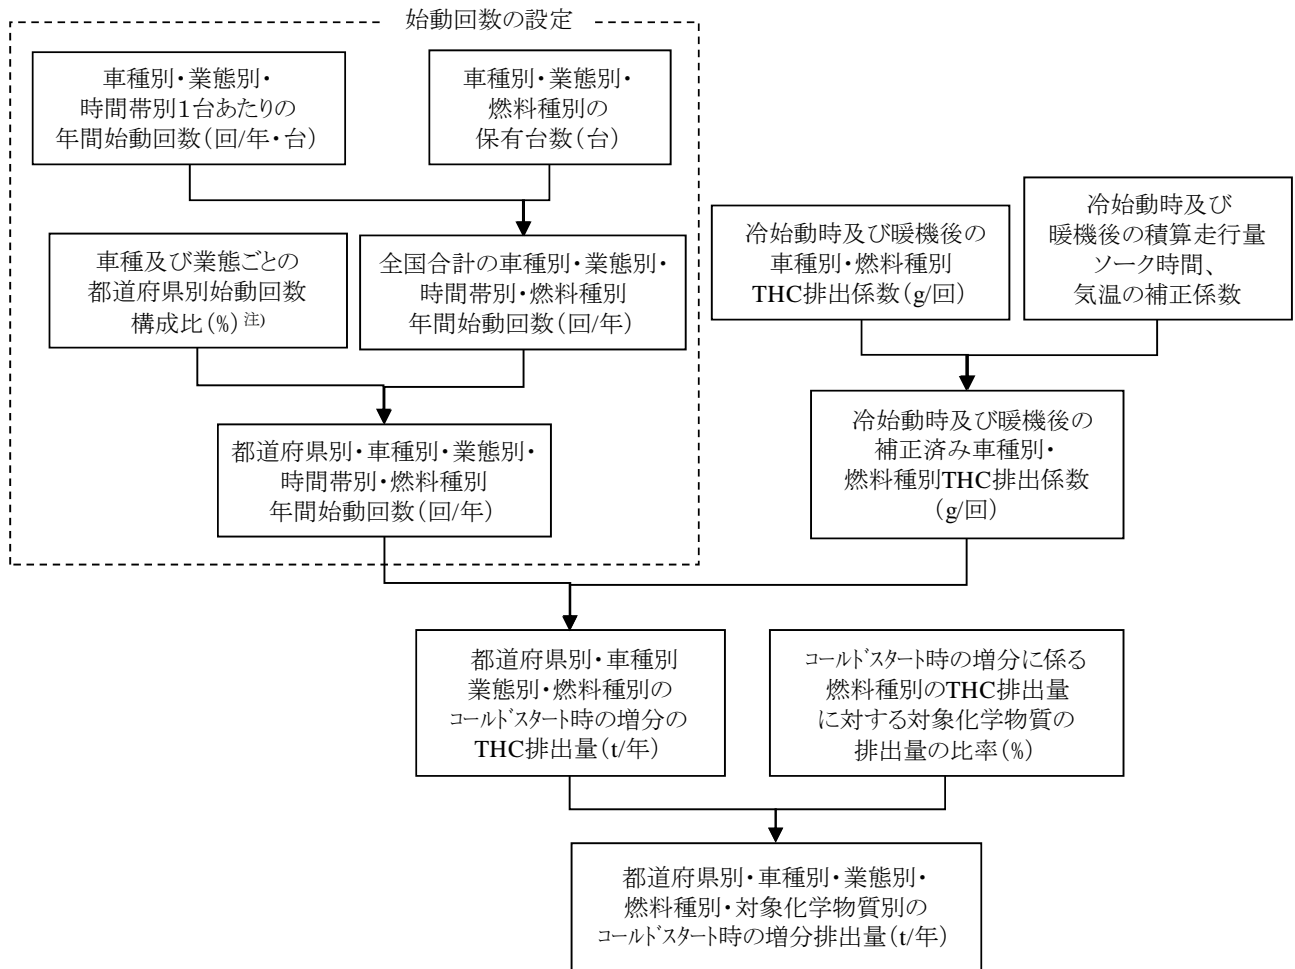 始動回数の設定
車種別・業態別・
時間帯別1台あたりの
年間始動回数(回/年・台)
車種別・業態別・
燃料種別の
保有台数(台)
車種及び業態ごとの
都道府県別始動回数
構成比(%)注)
全国合計の車種別・業態別・
時間帯別・燃料種別
年間始動回数(回/年)
冷始動時及び暖機後の
車種別・燃料種別
THC排出係数(g/回)
冷始動時及び
暖機後の積算走行量
ソーク時間、
気温の補正係数
都道府県別・車種別・業態別・
時間帯別・燃料種別
年間始動回数(回/年)
冷始動時及び暖機後の
補正済み車種別・
燃料種別THC排出係数
(g/回)
都道府県別・車種別
業態別・燃料種別の
コールドスタート時の増分の
THC排出量(t/年)
コールドスタート時の増分に係る
燃料種別のTHC排出量
に対する対象化学物質の
排出量の比率(%)
都道府県別・車種別・業態別・
燃料種別・対象化学物質別の
コールドスタート時の増分排出量(t/年)